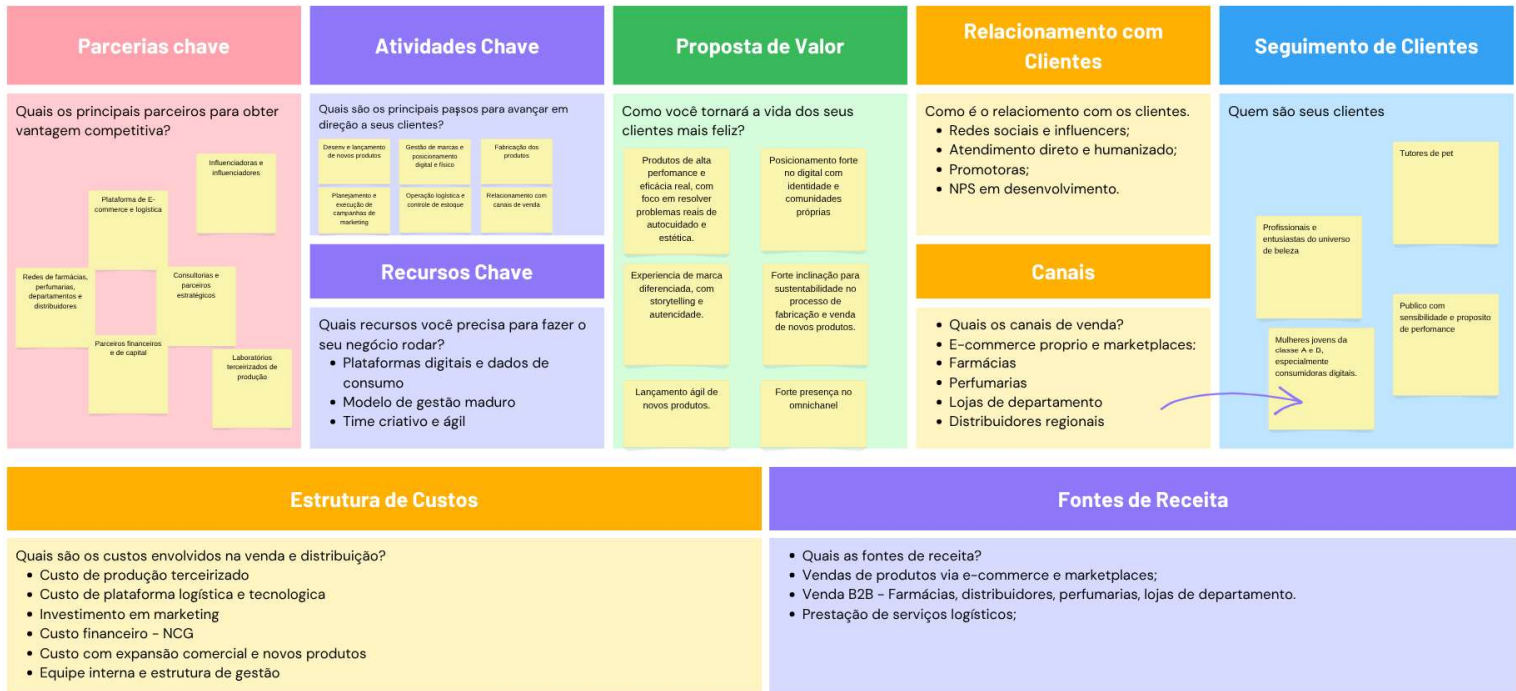 Parcerias chave
Quais os principais parceiros para obter
vantagem competitiva?
Influenciadoras e
influenciadores
Plataforma de E-
commerce e logística
Redes de farmácias,
perfumarias,
departamentos e
distribuidores
Consultorias e
parceiros
estratégicos
Parceiros financeiros
e de capital
Laboratórios
terceirizados de
produção
Atividades Chave
Quais são os principais passos para avançar em
direção a seus clientes?
Desenv e lançamento
de novos produtos
Gestão de marcas e
posicionamento
digital e físico
Fabricação dos
produtos
Planejamento e
execução de
campanhas de
marketing
Operação logística e
controle de estoque
Relacionamento com
canais de venda
Recursos Chave
Quais recursos você precisa para fazer o
seu negócio rodar?
Plataformas digitais e dados de
consumo
Modelo de gestão maduro
Time criativo e ágil
Proposta de Valor
Como você tornará a vida dos seus
clientes mais feliz?
Produtos de alta
perfomance e
eficácia real, com
foco em resolver
problemas reais de
autocuidado e
estética.
Posicionamento forte
no digital com
identidade e
comunidades
próprias
Experiencia de marca
diferenciada, com
storytelling e
autencidade.
Forte inclinação para
sustentabilidade no
processo de
fabricação e venda
de novos produtos.
Lançamento ágil de
novos produtos.
Forte presença no
omnichanel
Relacionamento com
Clientes
Como é o relaciomento com os clientes.
Redes sociais e influencers;
Atendimento direto e humanizado;
Promotoras;
NPS em desenvolvimento.
Canais
Quais os canais de venda?
E-commerce proprio e marketplaces;
Farmácias
Perfumarias
Lojas de departamento
Distribuidores regionais
Seguimento de Clientes
Quem são seus clientes
Tutores de pet
Profissionais e
entusiastas do universo
de beleza
Publico com
sensibilidade e proposito
de perfomance
Mulheres jovens da
classe A e D,
especialmente
consumidoras digitais.
Estrutura de Custos
Quais são os custos envolvidos na venda e distribuição?
Custo de produção terceirizado
Custo de plataforma logística e tecnologica
Investimento em marketing
Custo financeiro - NCG
Custo com expansão comercial e novos produtos
Equipe interna e estrutura de gestão
Fontes de Receita
Quais as fontes de receita?
Vendas de produtos via e-commerce e marketplaces;
Venda B2B - Farmácias, distribuidores, perfumarias, lojas de departamento.
Prestação de serviços logísticos;